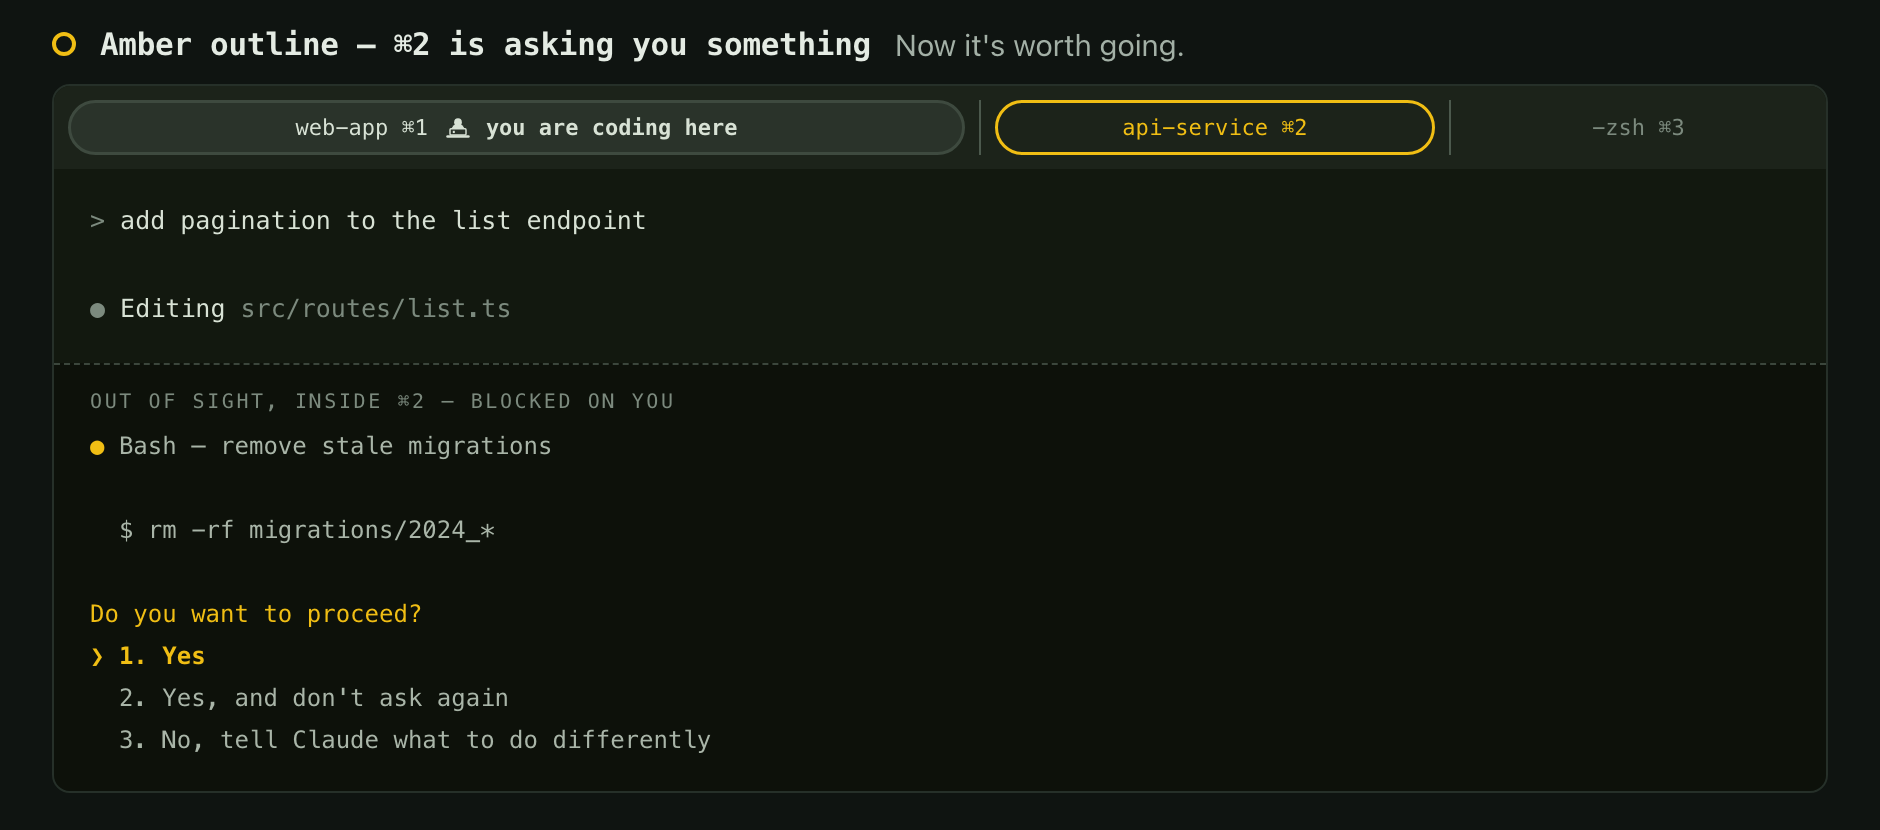 Amber outline — ⌘2 is asking you something Now it's worth going.
web-app ⌘1 you are coding here api-service ⌘2 -zsh ⌘3
> add pagination to the list endpoint
● Editing src/routes/list.ts
OUT OF SIGHT, INSIDE ⌘2 — BLOCKED ON YOU
● Bash — remove stale migrations
$ rm -rf migrations/2024_*
Do you want to proceed?
❯ 1. Yes
2. Yes, and don't ask again
3. No, tell Claude what to do differently